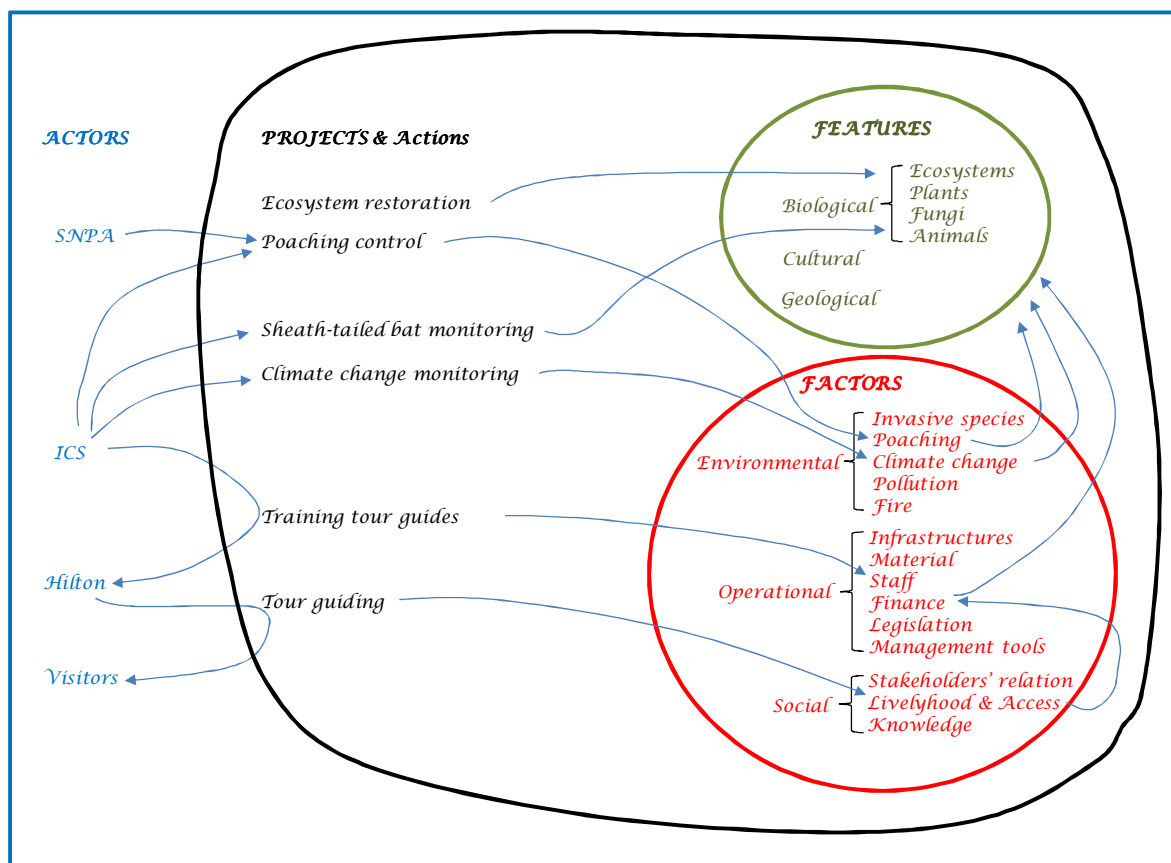 ACTORS
SNPA
ICS
Hilton
Visitors
PROJECTS & Actions
Ecosystem restoration
Poaching control
Sheath-tailed bat monitoring
Climate change monitoring
Training tour guides
Tour guiding
FEATURES
Biological
Ecosystems
Plants
Fungi
Animals
Cultural
Geological
FACTORS
Environmental
Invasive species
Poaching
Climate change
Pollution
Fire
Operational
Infrastructures
Material
Staff
Finance
Legislation
Management tools
Social
Stakeholders' relation
Livelyhood & Access
Knowledge